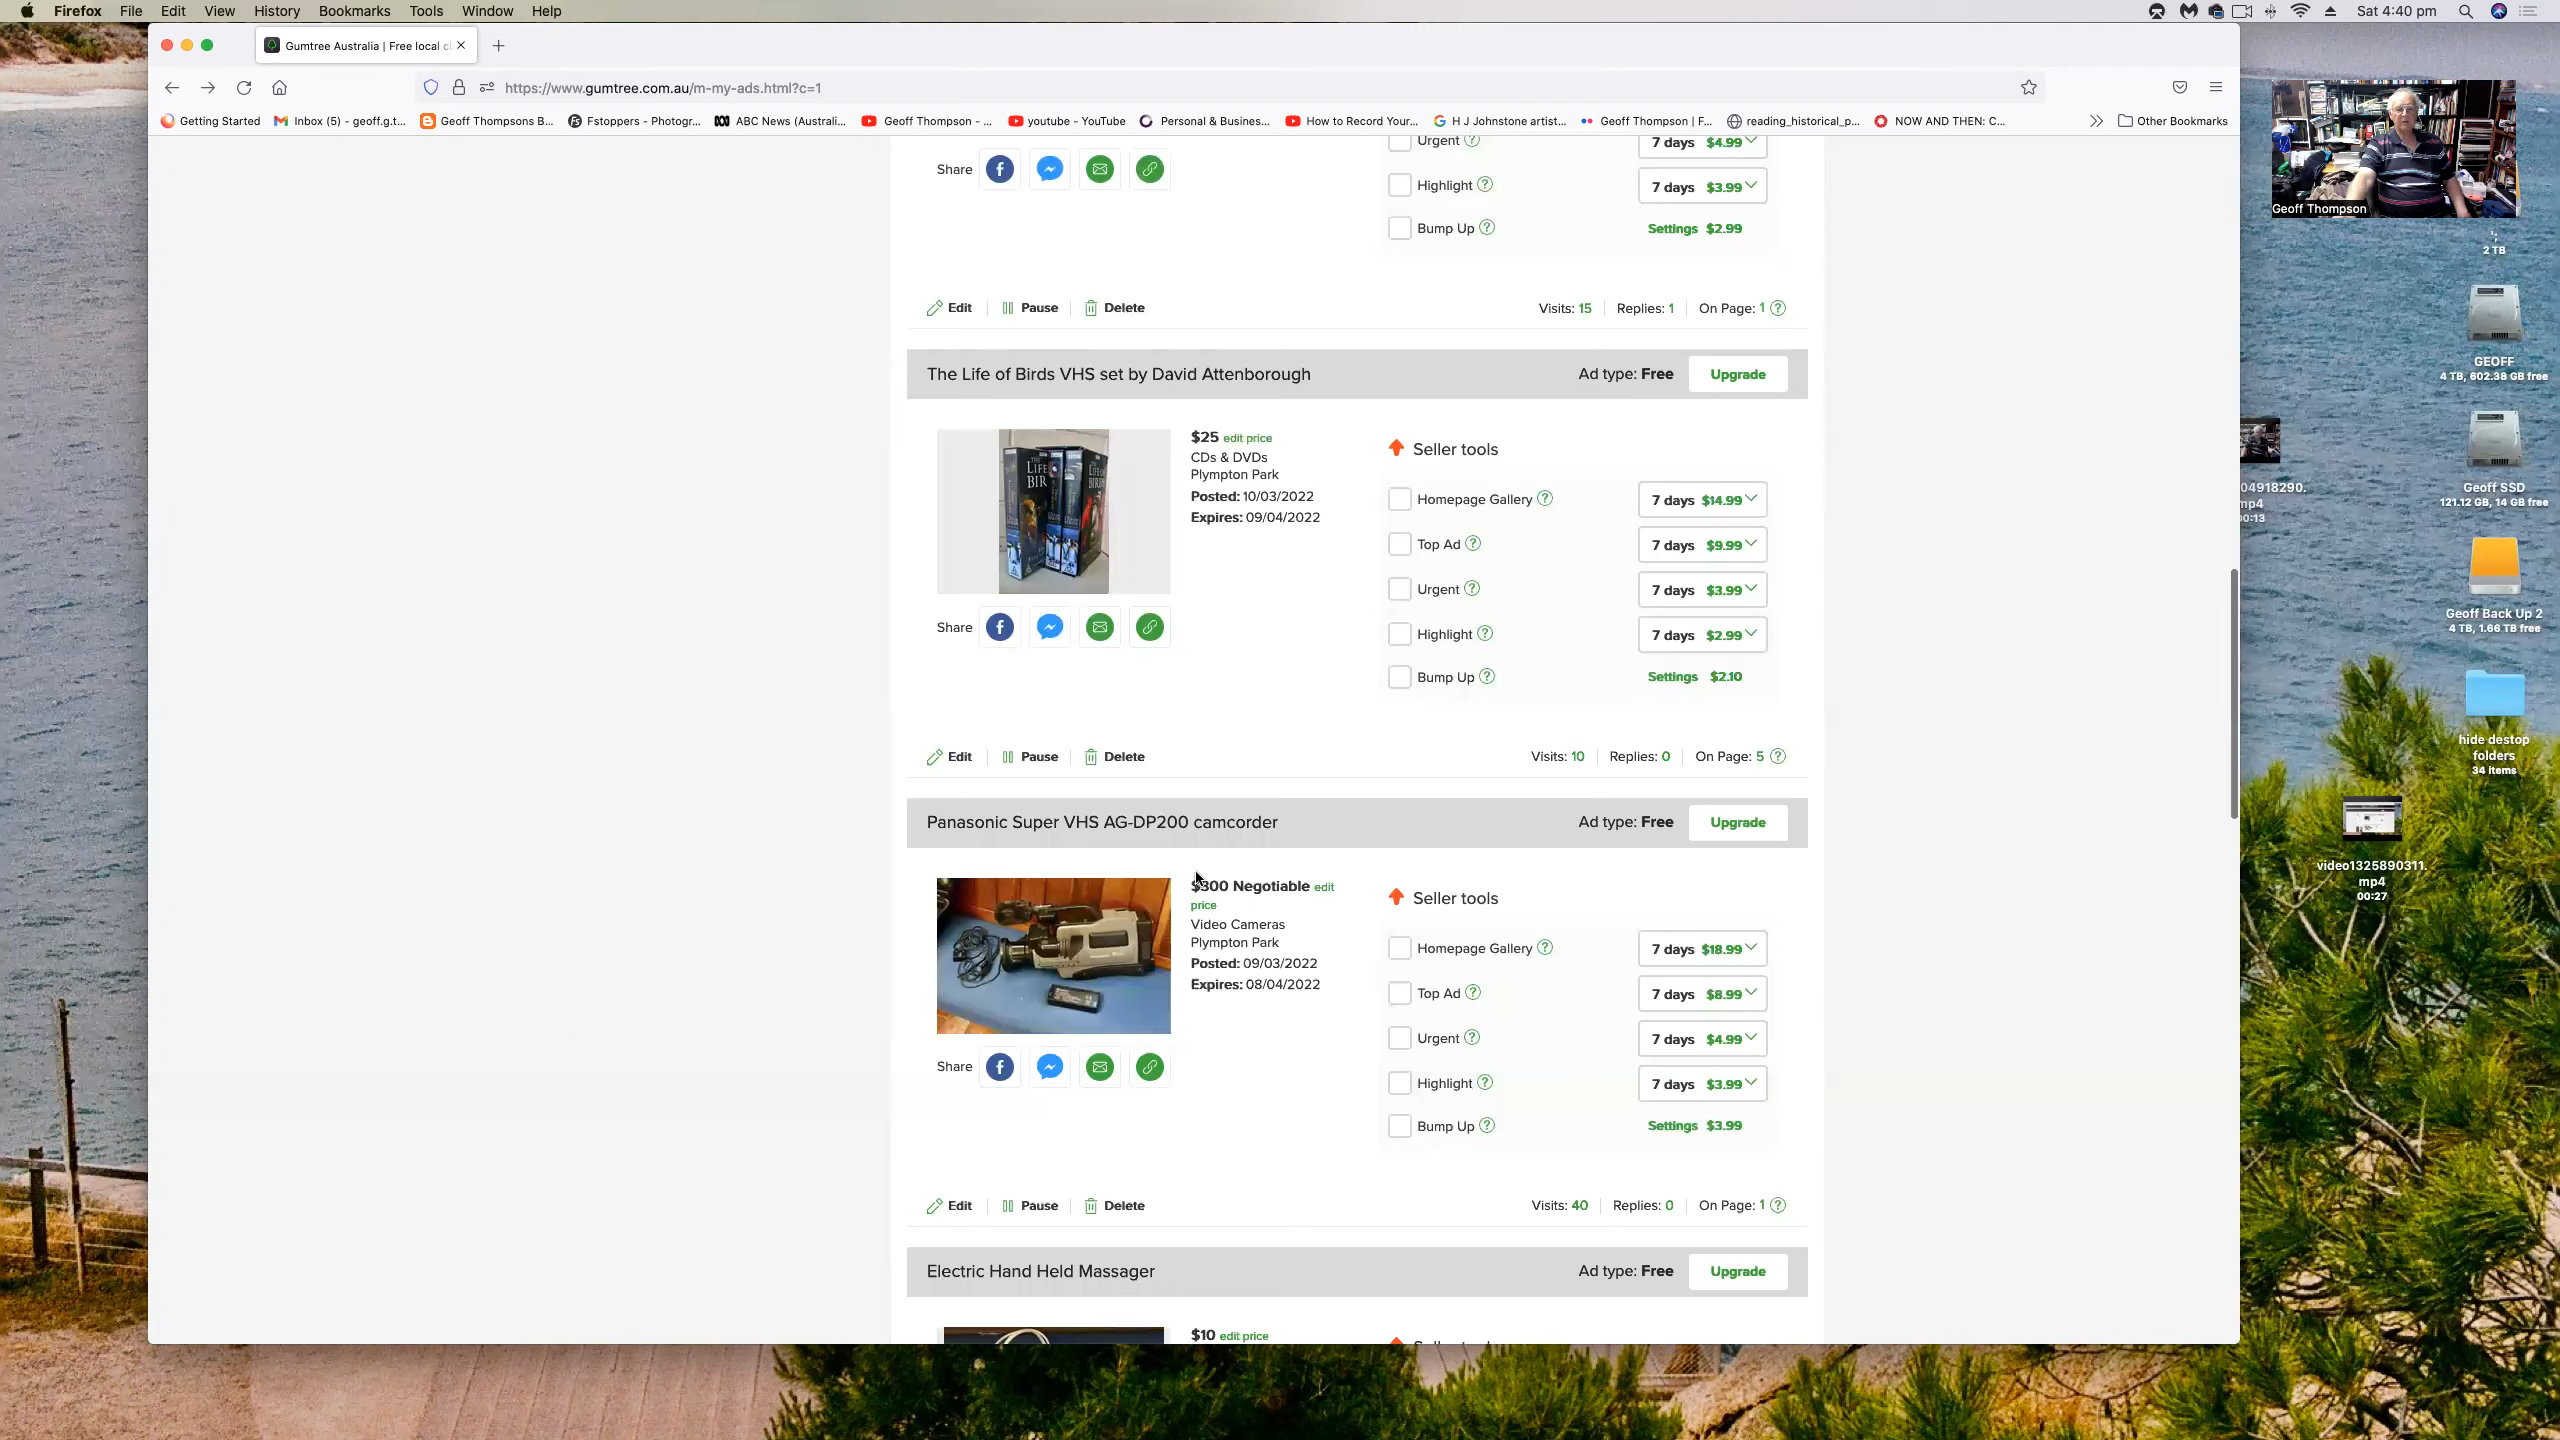 Firefox File Edit View History Bookmarks Tools Window Help
Sat 4:40 pm
Gumtree Australia | Free local cl
https://www.gumtree.com.au/m-my-ads.html?c=1
Getting Started
Inbox (5) - geoff.g.t...
Geoff Thompsons B...
Fstoppers - Photogr...
ABC News (Australi...
Geoff Thompson - ...
youtube - YouTube
Personal & Busines...
How to Record Your...
H J Johnstone artist...
Geoff Thompson | F...
reading_historical_p...
NOW AND THEN: C...
Other Bookmarks
Share
Urgent ? 7 days $4.99
Highlight ? 7 days $3.99
Bump Up ? Settings $2.99
Edit Pause Delete
Visits: 15 Replies: 1 On Page: 1 ?
The Life of Birds VHS set by David Attenborough
Ad type: Free Upgrade
THE
LIFE
BIR
$25 edit price
CDs & DVDs
Plympton Park
Posted: 10/03/2022
Expires: 09/04/2022
Share
Seller tools
Homepage Gallery ? 7 days $14.99
Top Ad ? 7 days $9.99
Urgent ? 7 days $3.99
Highlight ? 7 days $2.99
Bump Up ? Settings $2.10
Edit Pause Delete
Visits: 10 Replies: 0 On Page: 5 ?
Panasonic Super VHS AG-DP200 camcorder
Ad type: Free Upgrade
$300 Negotiable edit
price
Video Cameras
Plympton Park
Posted: 09/03/2022
Expires: 08/04/2022
Share
Seller tools
Homepage Gallery ? 7 days $18.99
Top Ad ? 7 days $8.99
Urgent ? 7 days $4.99
Highlight ? 7 days $3.99
Bump Up ? Settings $3.99
Edit Pause Delete
Visits: 40 Replies: 0 On Page: 1 ?
Electric Hand Held Massager
Ad type: Free Upgrade
$10 edit price
Geoff Thompson
2 TB
GEOFF
4 TB, 602.38 GB free
04918290.
mp4
00:13
Geoff SSD
121.12 GB, 14 GB free
Geoff Back Up 2
4 TB, 1.66 TB free
hide destop
folders
34 items
video1325890311.
mp4
00:27